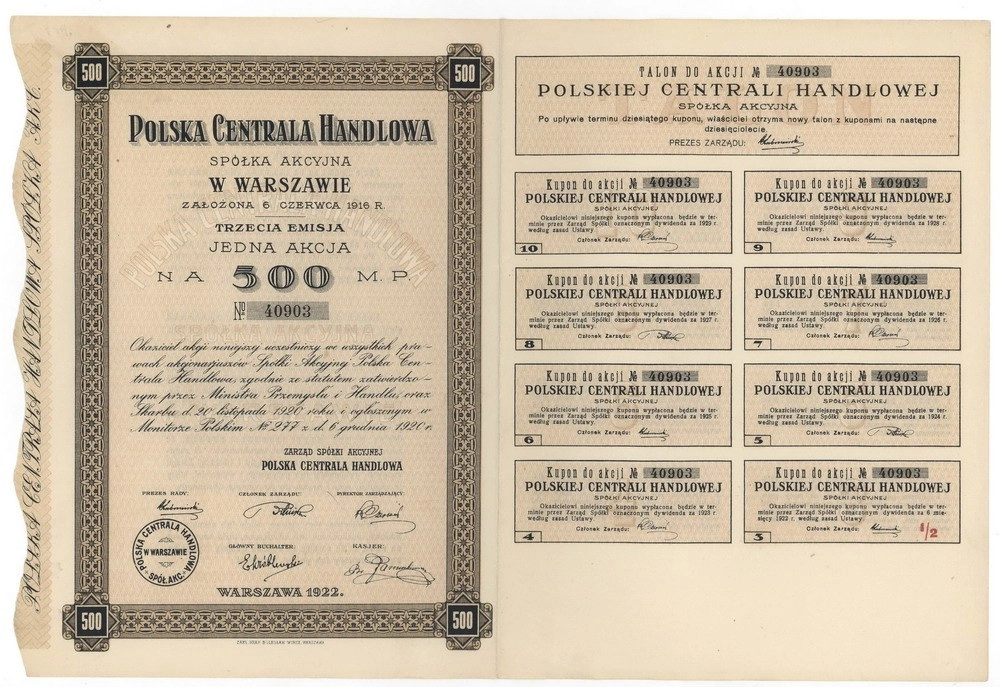 500
500
POLSKA CENTRALA HANDLOWA
SPÓŁKA AKCYJNA
W WARSZAWIE
ZAŁOŻONA 6 CZERWCA 1916 R.
TRZECIA EMISJA
JEDNA AKCJA
NA 500 M.P.
№ 40903
Okaziciel akcji niniejszej uczestniczy we wszystkich pra-
wach akcjonarjuszów Spółki Akcyjnej Polska Cen-
trala Handlowa, zgodnie ze statutem zatwierdzo-
nym przez Ministra Przemysłu i Handlu, oraz
Skarbu d. 20 listopada 1920 roku i ogłoszonym w
Monitorze Polskim № 277 z d. 6 grudnia 1920 r.
ZARZĄD SPÓŁKI AKCYJNEJ
POLSKA CENTRALA HANDLOWA
PREZES RADY: CZŁONEK ZARZĄDU: DYREKTOR ZARZĄDZAJĄCY:
POLSKA CENTRALA HANDLOWA
W WARSZAWIE
SPÓŁ. AKC.
GŁÓWNY BUCHALTER: KASJER:
WARSZAWA 1922.
500
500
POLSKA CENTRALA HANDLOWA SPÓŁKA AKC.
TALON DO AKCJI № 40903
POLSKIEJ CENTRALI HANDLOWEJ
SPÓŁKA AKCYJNA
Po upływie terminu dziesiątego kuponu, właściciel otrzyma nowy talon z kuponami na następne
dziesięciolecie.
PREZES ZARZĄDU:
Kupon do akcji № 40903
POLSKIEJ CENTRALI HANDLOWEJ
SPÓŁKI AKCYJNEJ
Okazicielowi niniejszego kuponu wypłacona będzie w ter-
minie przez Zarząd Spółki oznaczonym dywidenda za 1929 r
według zasad Ustawy
Członek Zarządu:
10
Kupon do akcji № 40903
POLSKIEJ CENTRALI HANDLOWEJ
SPÓŁKI AKCYJNEJ
Okazicielowi niniejszego kuponu wypłacona będzie w ter-
minie przez Zarząd Spółki oznaczonym dywidenda za 1928 r
według zasad Ustawy.
Członek Zarządu:
9
Kupon do akcji № 40903
POLSKIEJ CENTRALI HANDLOWEJ
SPÓŁKI AKCYJNEJ
Okazicielowi niniejszego kuponu wypłacona będzie w ter-
minie przez Zarząd Spółki oznaczonym dywidenda za 1927 r
według zasad Ustawy.
Członek Zarządu:
8
Kupon do akcji № 40903
POLSKIEJ CENTRALI HANDLOWEJ
SPÓŁKI AKCYJNEJ
Okazicielowi niniejszego kuponu wypłacona będzie w ter-
minie przez Zarząd Spółki oznaczonym dywidenda za 1926 r
według zasad Ustawy.
Członek Zarządu:
7
Kupon do akcji № 40903
POLSKIEJ CENTRALI HANDLOWEJ
SPÓŁKI AKCYJNEJ
Okazicielowi niniejszego kuponu wypłacona będzie w ter-
minie przez Zarząd Spółki oznaczonym dywidenda za 1925 r
według zasad Ustawy.
Członek Zarządu:
6
Kupon do akcji № 40903
POLSKIEJ CENTRALI HANDLOWEJ
SPÓŁKI AKCYJNEJ
Okazicielowi niniejszego kuponu wypłacona będzie w ter-
minie przez Zarząd Spółki oznaczonym dywidenda za 1924 r
według zasad Ustawy.
Członek Zarządu:
5
Kupon do akcji № 40903
POLSKIEJ CENTRALI HANDLOWEJ
SPÓŁKI AKCYJNEJ
Okazicielowi niniejszego kuponu wypłacona będzie w ter-
minie przez Zarząd Spółki oznaczonym dywidenda za 1923 r
według zasad Ustawy
Członek Zarządu:
4
Kupon do akcji № 40903
POLSKIEJ CENTRALI HANDLOWEJ
SPÓŁKI AKCYJNEJ
Okazicielowi niniejszego kuponu wypłacona będzie w ter-
minie przez Zarząd Spółki oznaczonym dywidenda za 6 mie-
sięcy 1922 r. według zasad Ustawy.
Członek Zarządu:
3
1/2